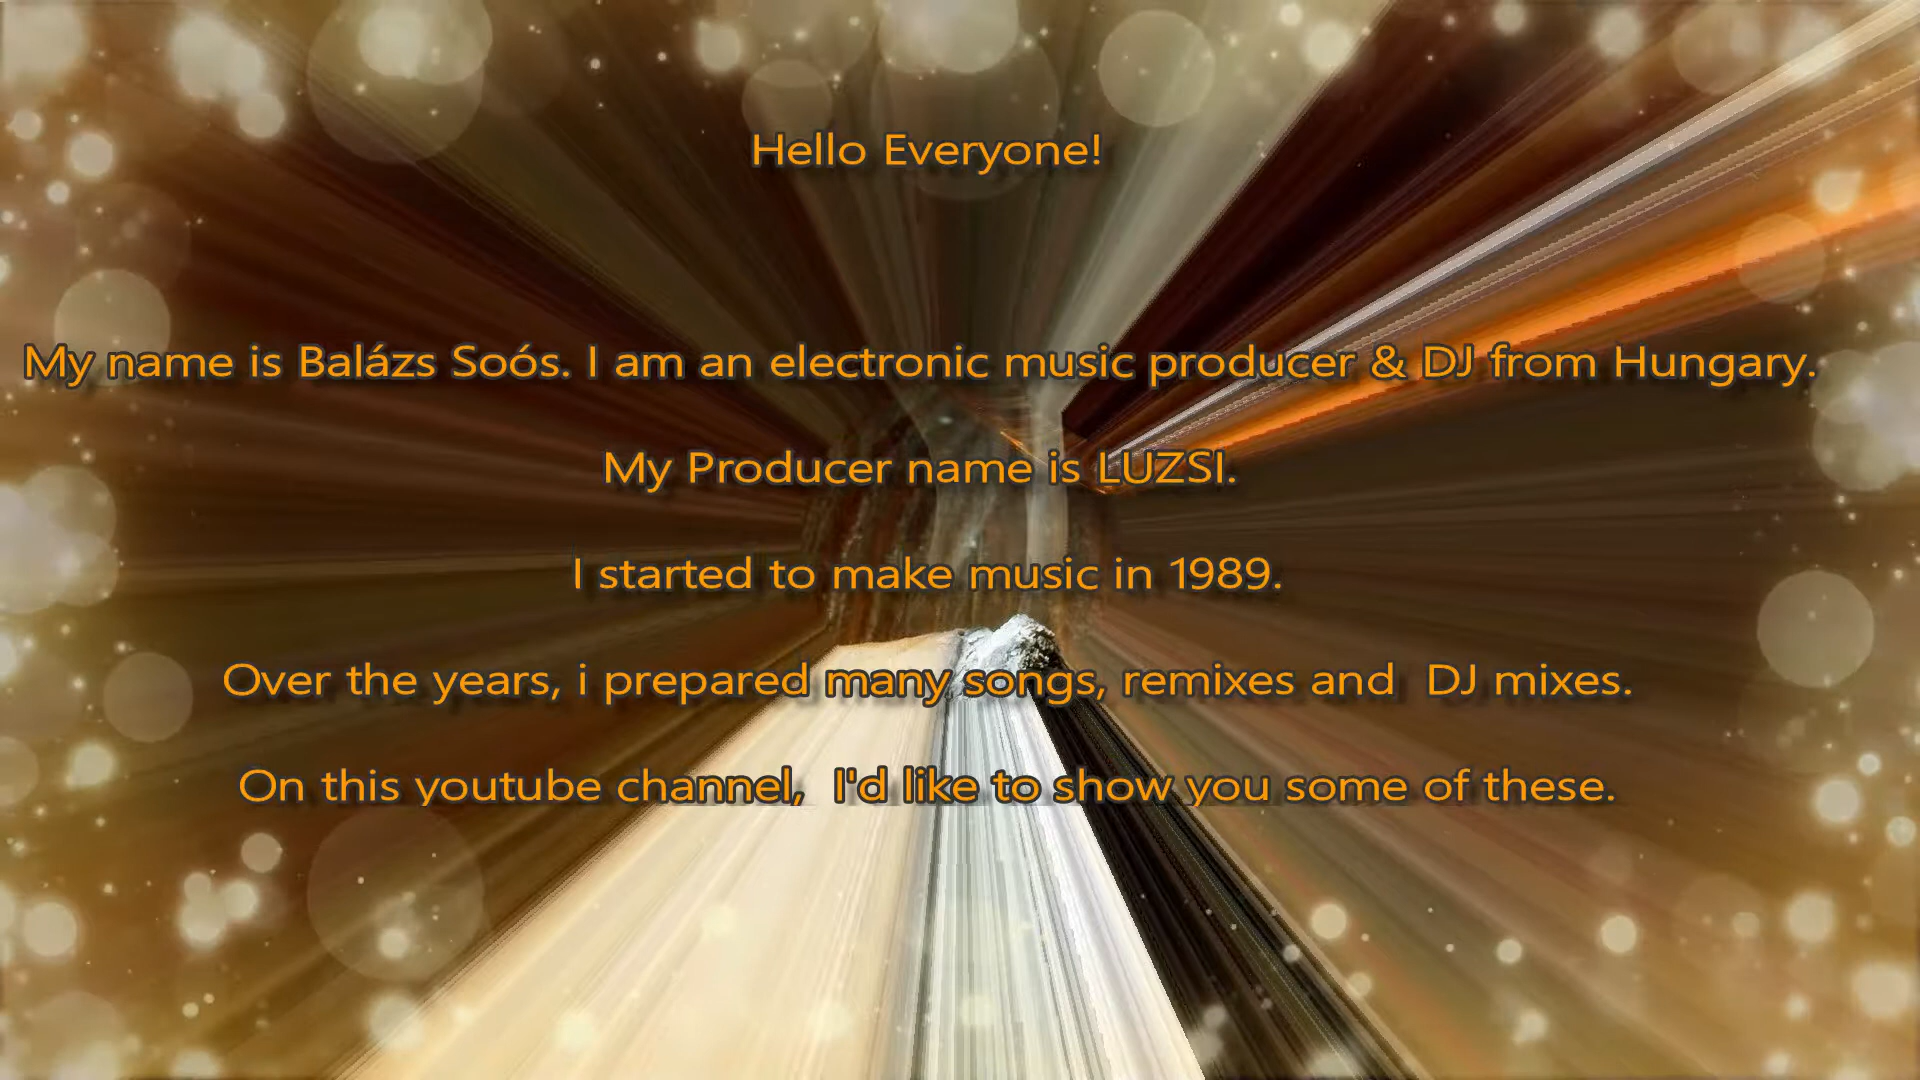 Hello Everyone!
My name is Balázs Soós. I am an electronic music producer & DJ from Hungary.
My Producer name is LUZSI.
I started to make music in 1989.
Over the years, i prepared many songs, remixes and  DJ mixes.
On this youtube channel,  I'd like to show you some of these.